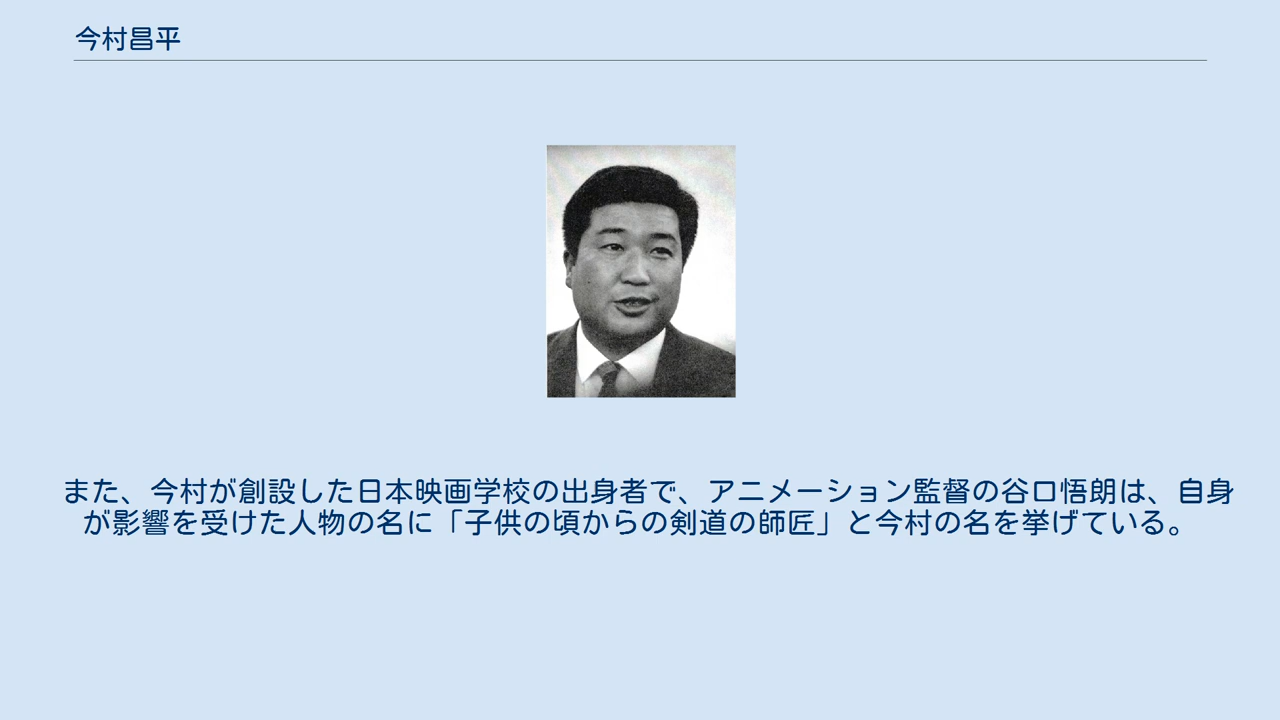 今村昌平
また、今村が創設した日本映画学校の出身者で、アニメーション監督の谷口悟朗は、自身
が影響を受けた人物の名に「子供の頃からの剣道の師匠」と今村の名を挙げている。